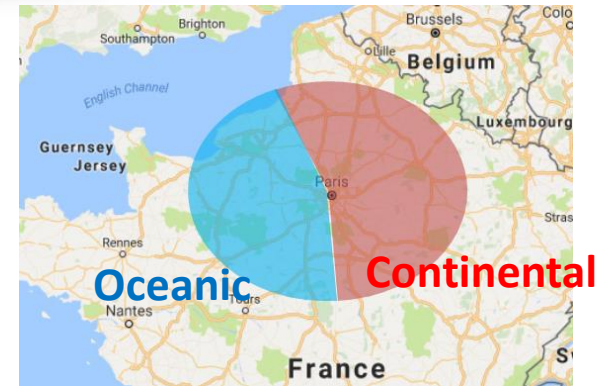 Brighton
Southampton
Brussels
Colo
Lille
Belgium
English Channel
Luxembourg
Guernsey
Jersey
Paris
Stras
Rennes
Oceanic
Continental
Tours
Nantes
France
S